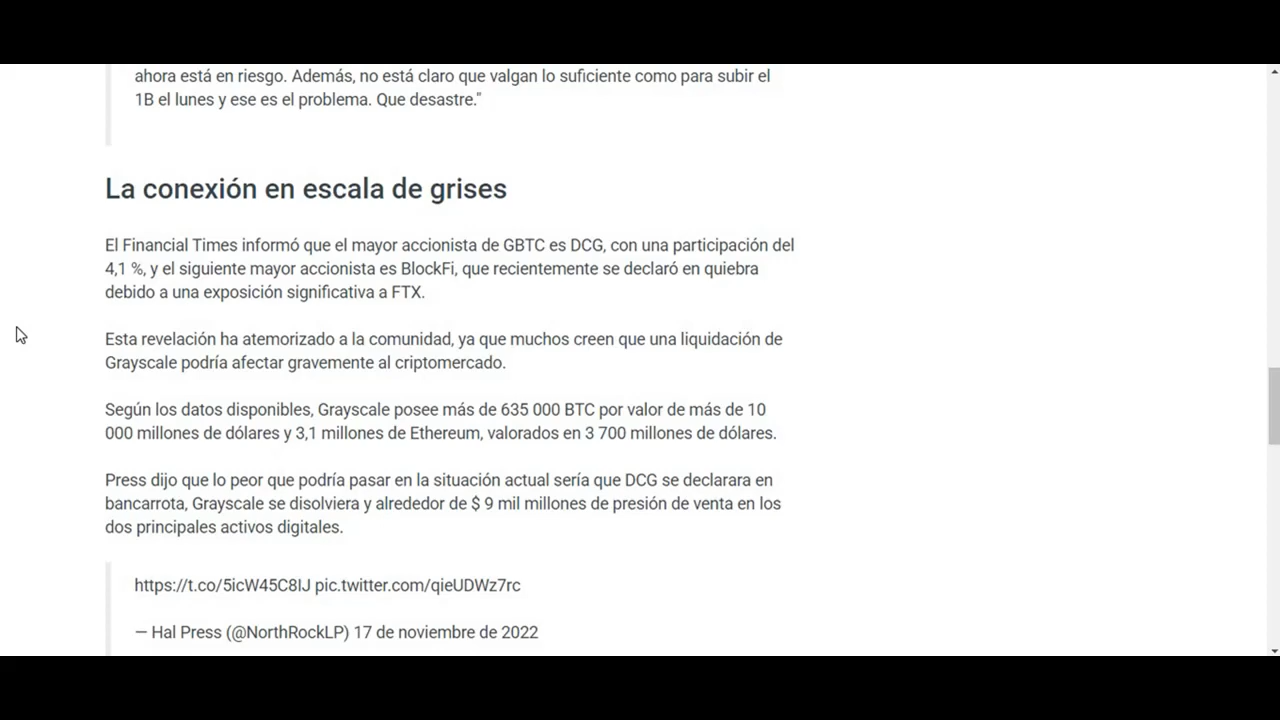 ahora está en riesgo. Además, no está claro que valgan lo suficiente como para subir el
1B el lunes y ese es el problema. Que desastre."
La conexión en escala de grises
El Financial Times informó que el mayor accionista de GBTC es DCG, con una participación del
4,1 %, y el siguiente mayor accionista es BlockFi, que recientemente se declaró en quiebra
debido a una exposición significativa a FTX.
Esta revelación ha atemorizado a la comunidad, ya que muchos creen que una liquidación de
Grayscale podría afectar gravemente al criptomercado.
Según los datos disponibles, Grayscale posee más de 635 000 BTC por valor de más de 10
000 millones de dólares y 3,1 millones de Ethereum, valorados en 3 700 millones de dólares.
Press dijo que lo peor que podría pasar en la situación actual sería que DCG se declarara en
bancarrota, Grayscale se disolviera y alrededor de $ 9 mil millones de presión de venta en los
dos principales activos digitales.
https://t.co/5icW45C8IJ pic.twitter.com/qieUDWz7rc
— Hal Press (@NorthRockLP) 17 de noviembre de 2022